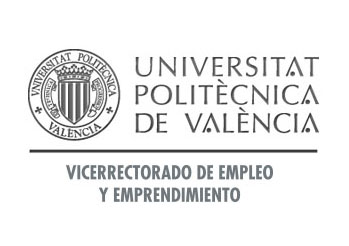 UNIVERSITAT POLITÈCNICA
VALÈNCIA
UNIVERSITAT
POLITÈCNICA
DE VALÈNCIA
VICERRECTORADO DE EMPLEO
Y EMPRENDIMIENTO